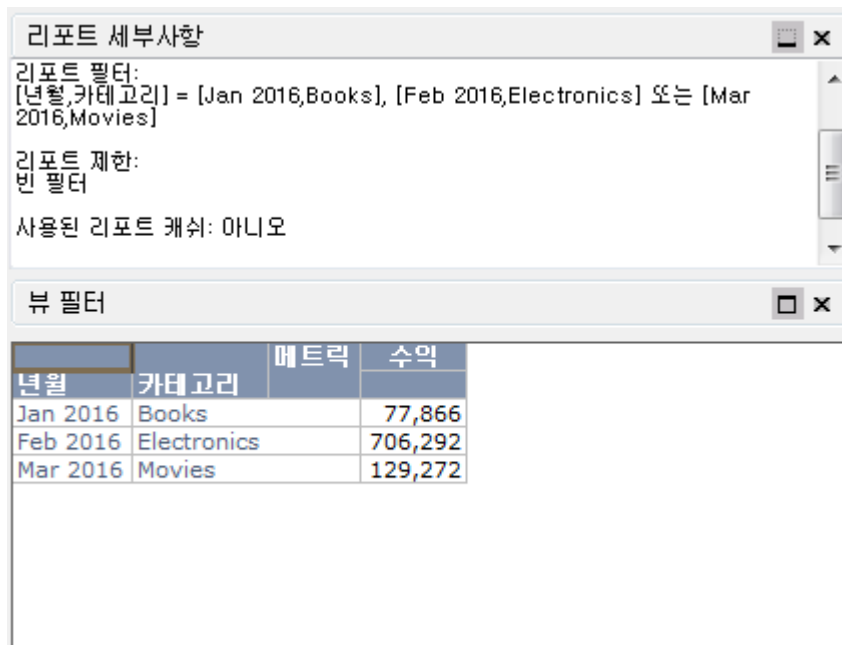 리포트 세부사항
리포트 필터:
[년월,카테고리] = [Jan 2016,Books], [Feb 2016,Electronics] 또는 [Mar
2016,Movies]
리포트 제한:
빈 필터
사용된 리포트 캐쉬: 아니오
뷰 필터
메트릭 수익
년월 카테고리
Jan 2016 Books 77,866
Feb 2016 Electronics 706,292
Mar 2016 Movies 129,272